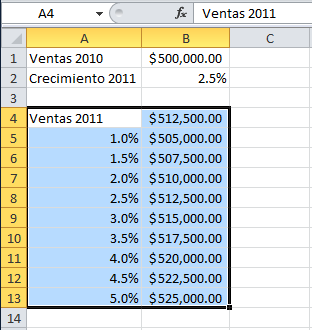 A4 fx Ventas 2011
A B C
1 Ventas 2010 $500,000.00
2 Crecimiento 2011 2.5%
3
4 Ventas 2011 $512,500.00
5 1.0% $505,000.00
6 1.5% $507,500.00
7 2.0% $510,000.00
8 2.5% $512,500.00
9 3.0% $515,000.00
10 3.5% $517,500.00
11 4.0% $520,000.00
12 4.5% $522,500.00
13 5.0% $525,000.00
14